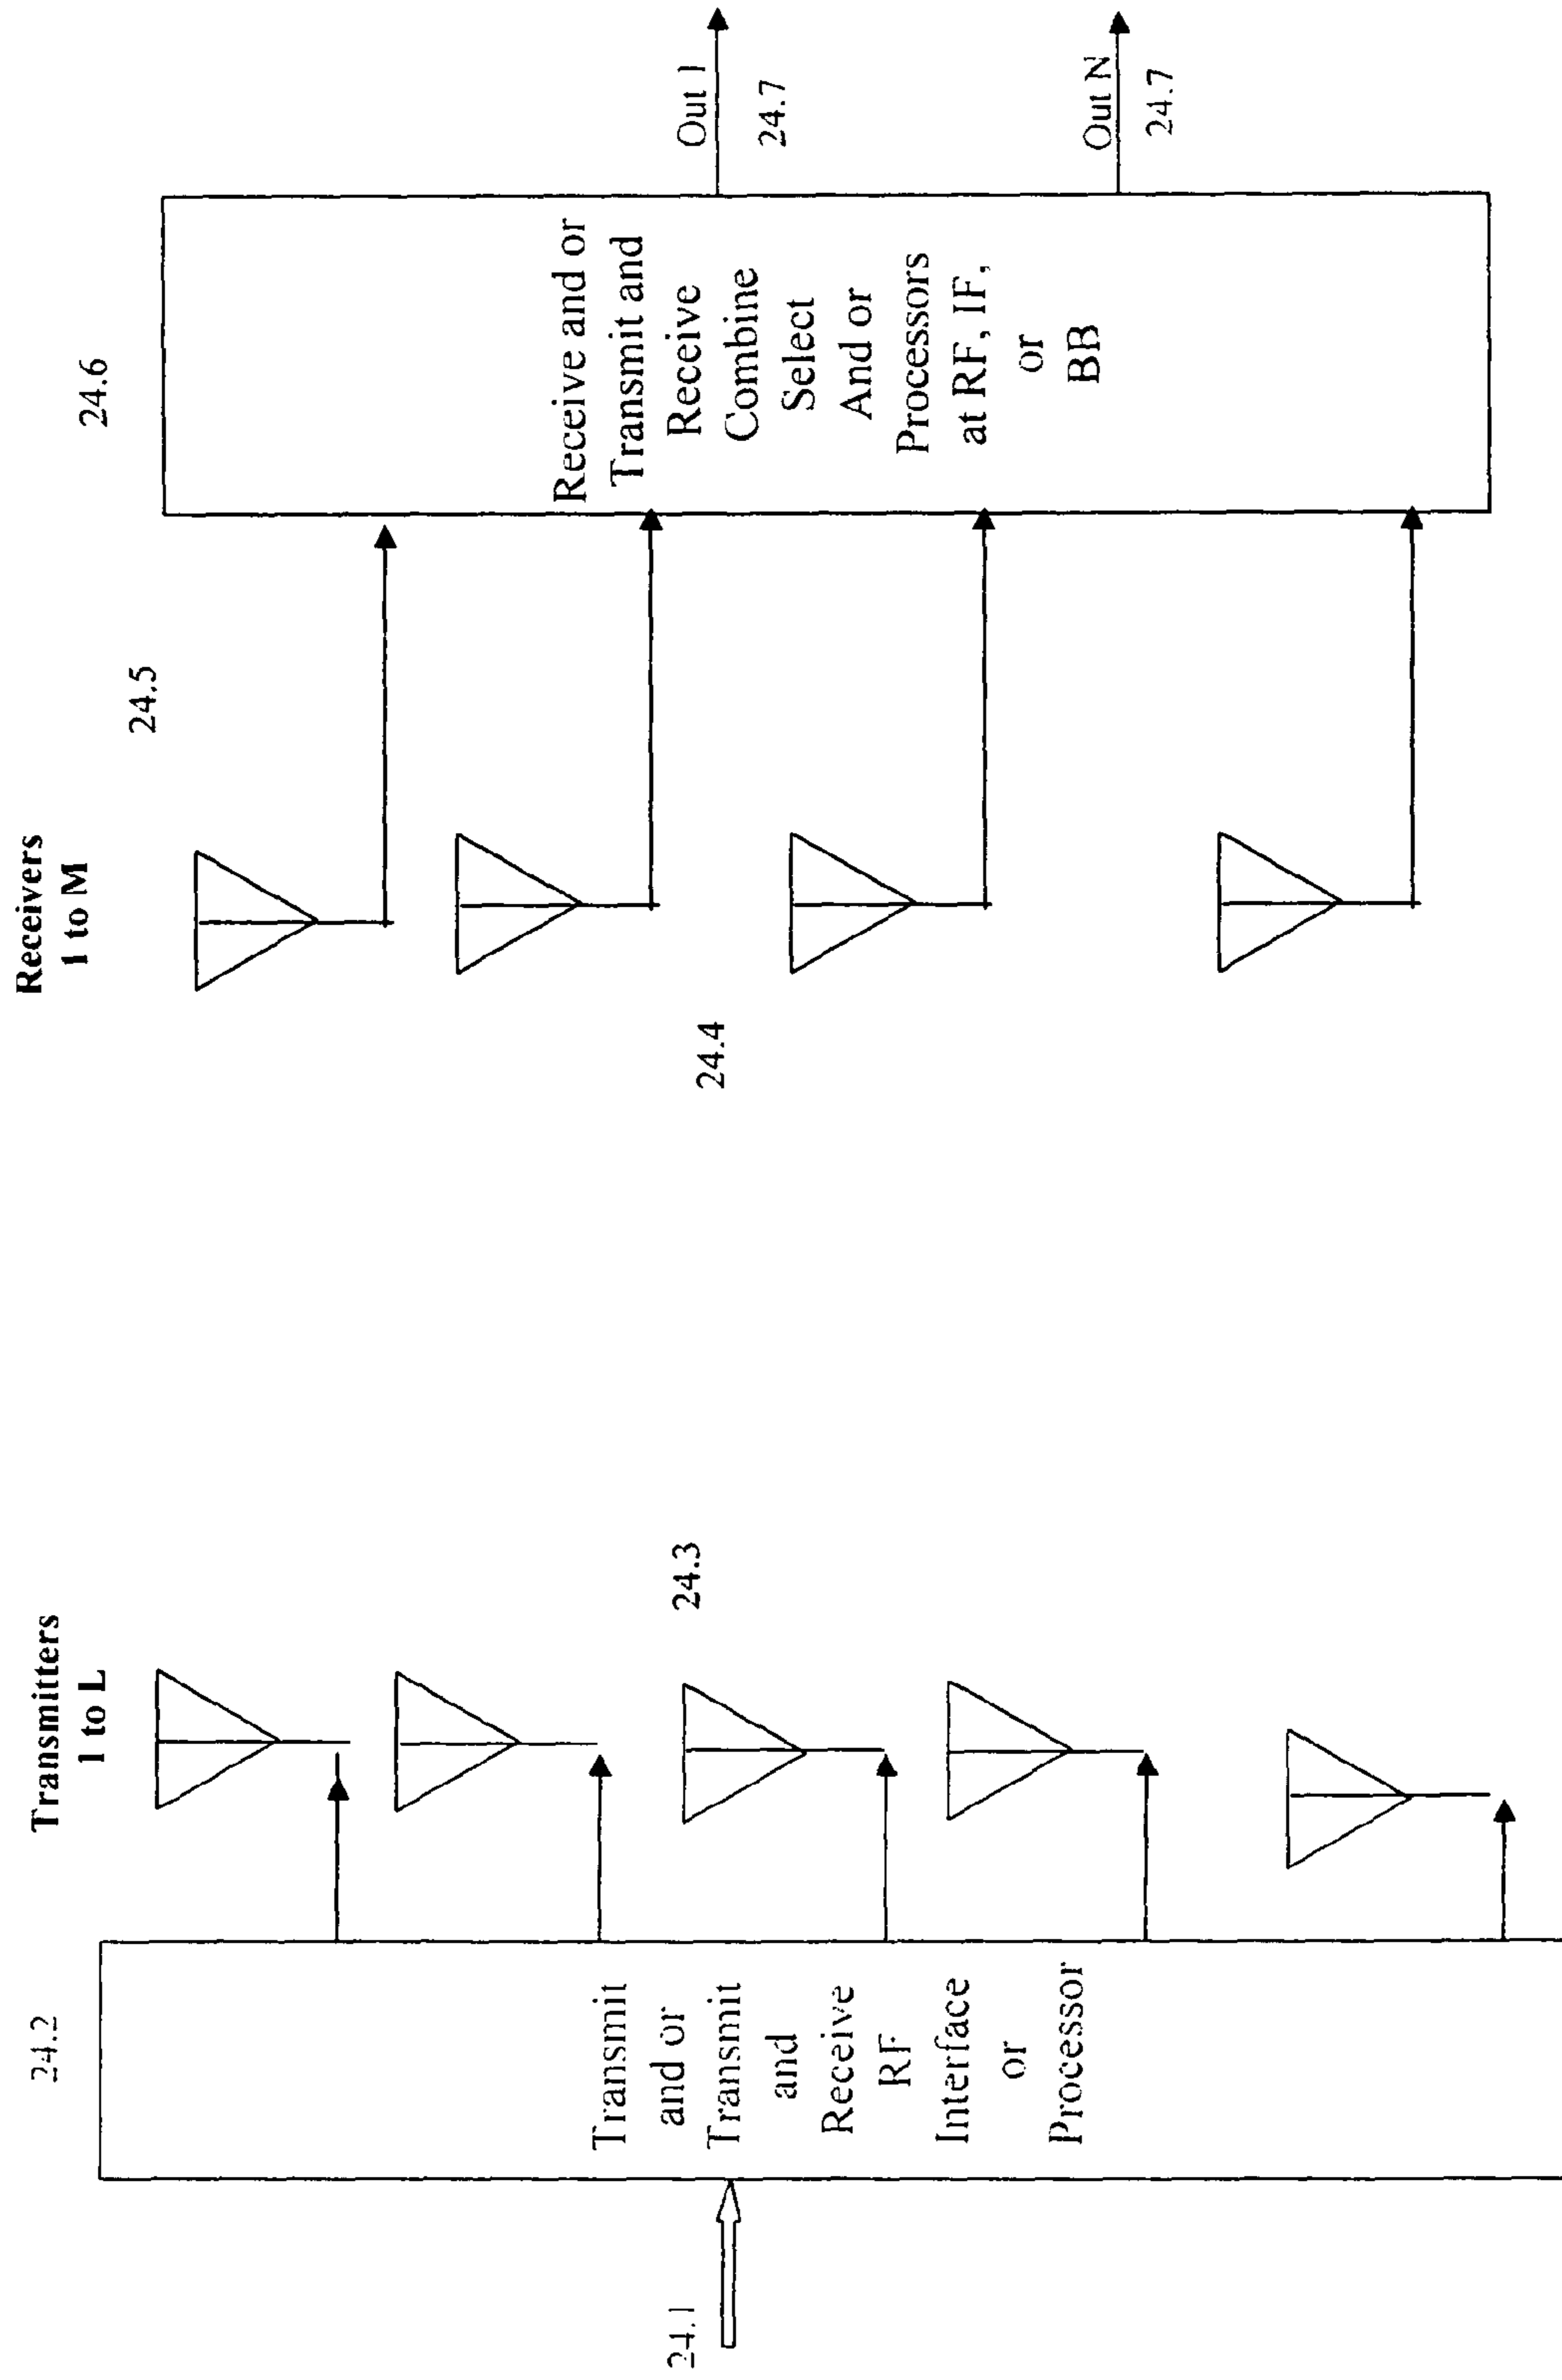 24.1
24.2
Transmit
and or
Transmit
and
Receive
RF
Interface
or
Processor
Transmitters
1 to L
24.3
24.4
Receivers
1 to M
24.5
24.6
Receive and or
Transmit and
Receive
Combine
Select
And or
Processors
at RF, IF,
or
BB
Out 1
24.7
Out N
24.7